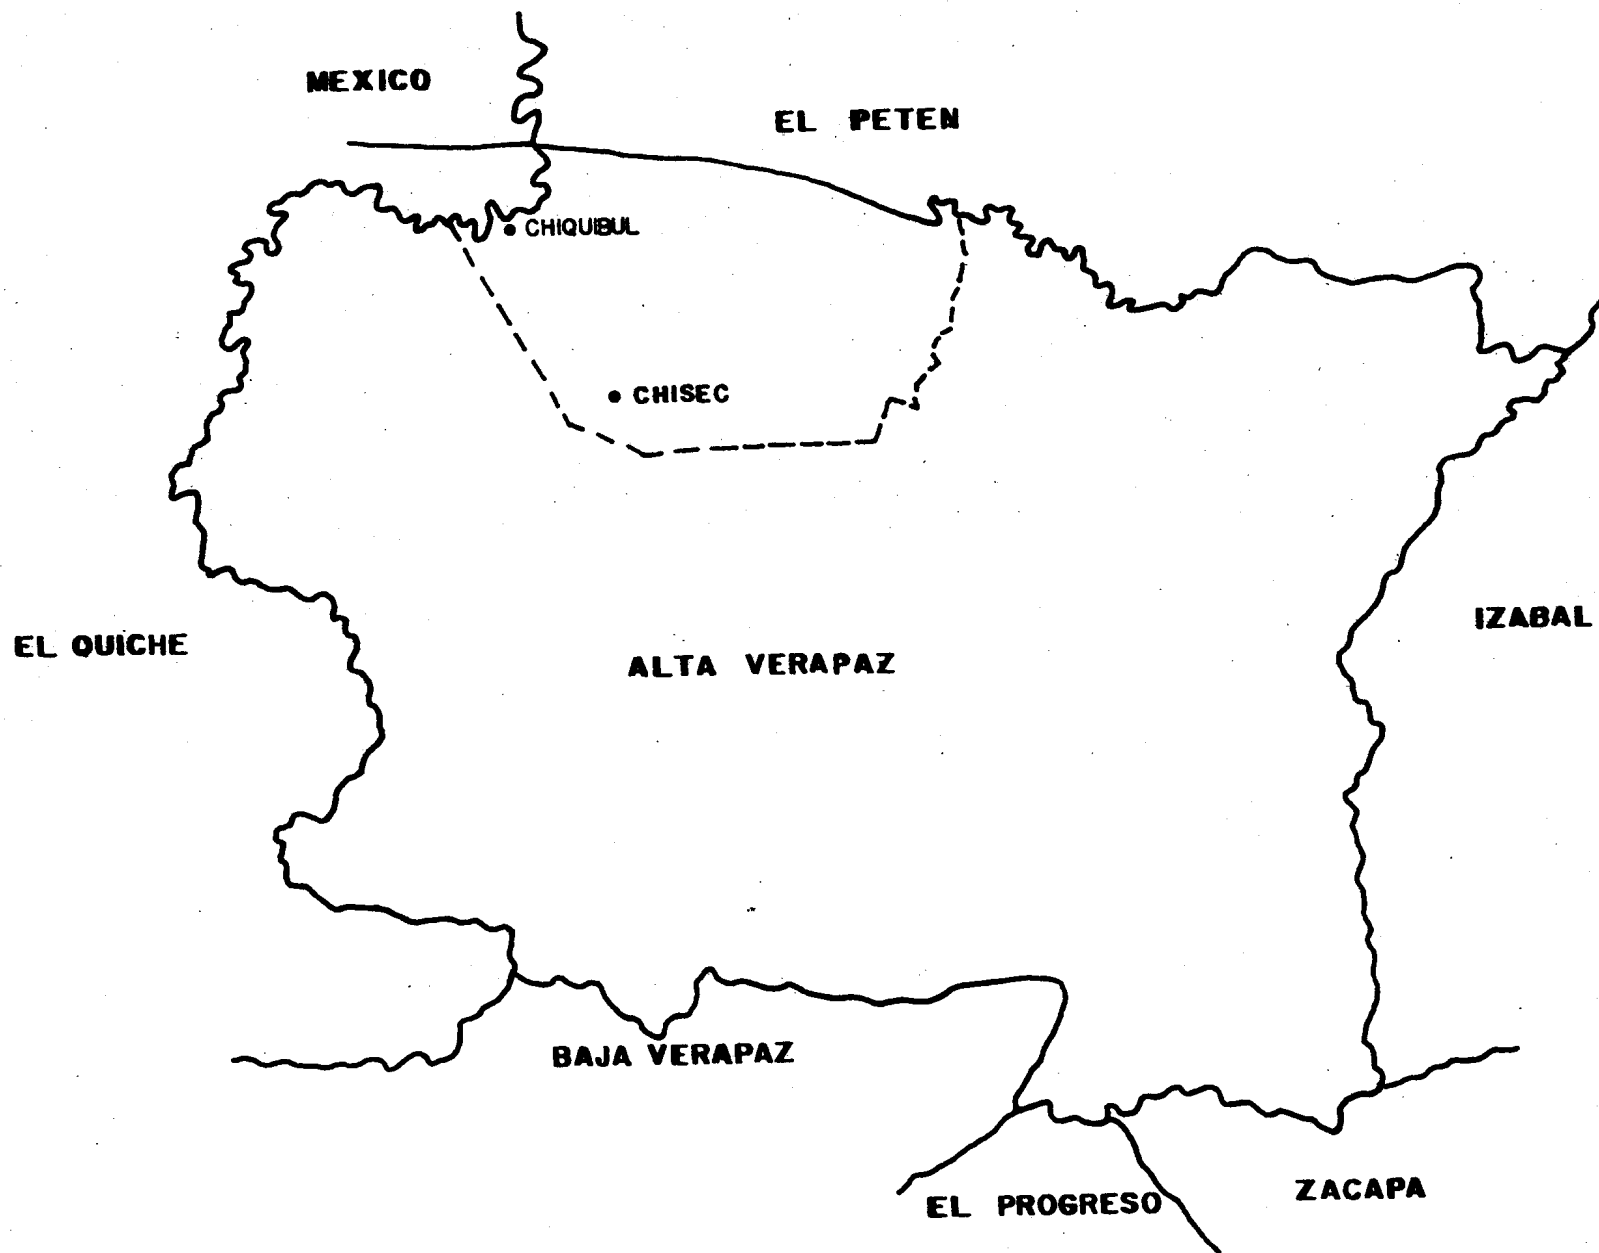 MEXICO
EL PETEN
CHIQUIBUL
CHISEC
IZABAL
EL QUICHE
ALTA VERAPAZ
BAJA VERAPAZ
ZACAPA
EL PROGRESO